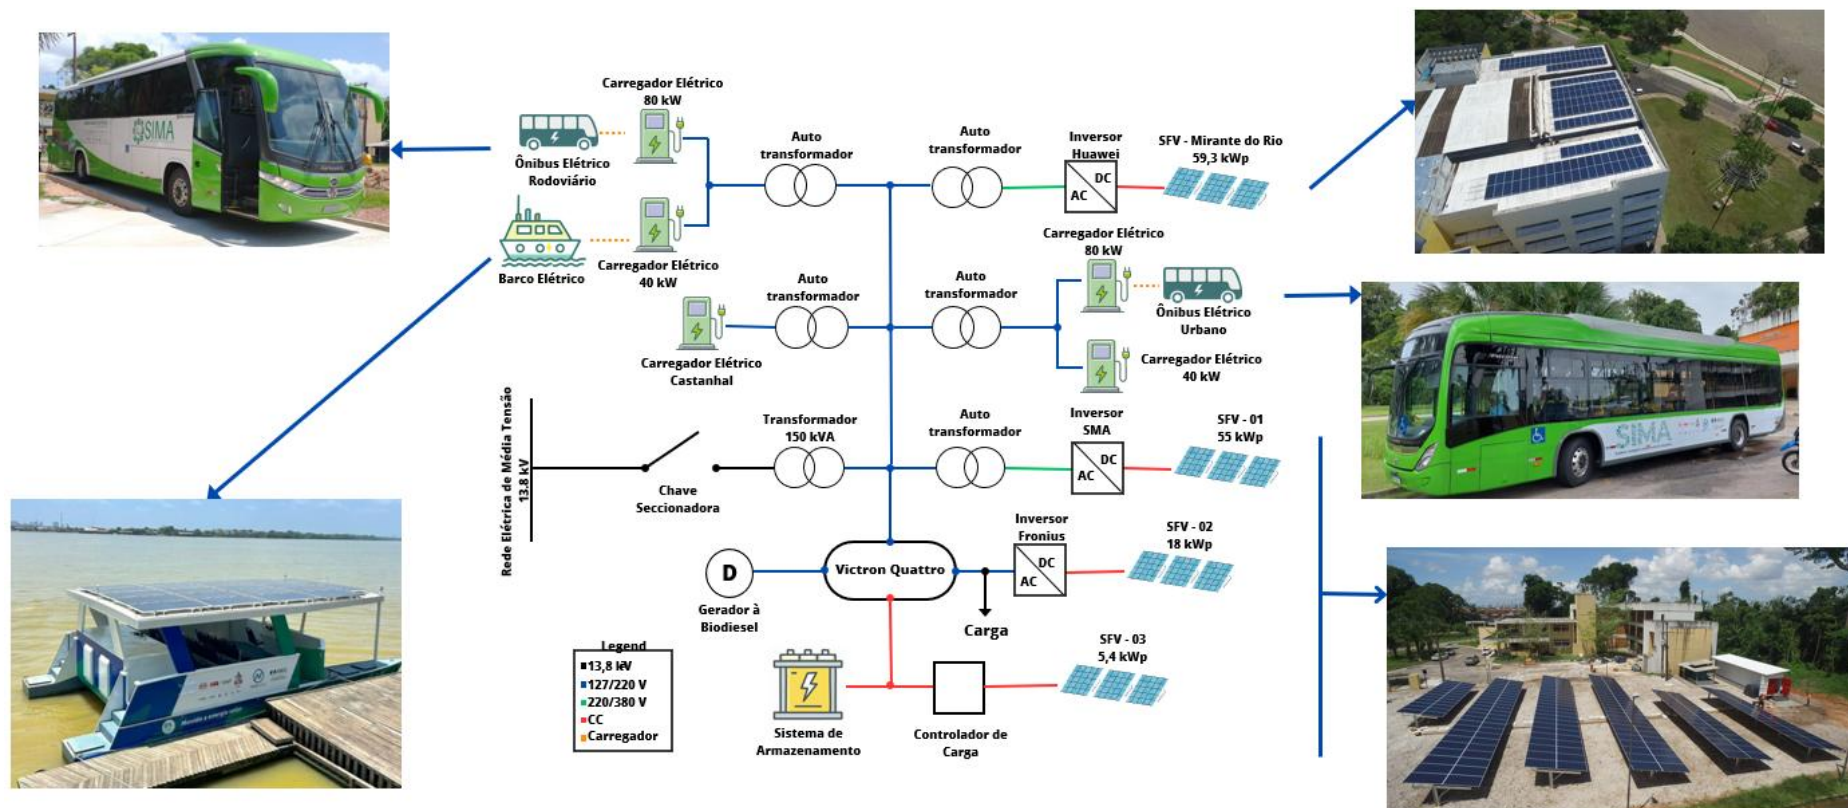 SIMA
Carregador Elétrico
80 kW
Ônibus Elétrico
Rodoviário
Barco Elétrico
Carregador Elétrico
40 kW
Auto
transformador
Auto
transformador
Inversor
Huawei
DC
AC
SFV - Mirante do Rio
59,3 kWp
Carregador Elétrico
80 kW
Ônibus Elétrico
Urbano
Auto
transformador
Auto
transformador
Carregador Elétrico
Castanhal
Carregador Elétrico
40 kW
SIMA
Rede Elétrica de Média Tensão
13.8 kV
Chave
Seccionadora
Transformador
150 kVA
Auto
transformador
Inversor
SMA
DC
AC
SFV - 01
55 kWp
D
Gerador à
Biodiesel
Victron Quattro
Carga
Inversor
Fronius
DC
AC
SFV - 02
18 kWp
Legend
13,8 kV
127/220 V
220/380 V
CC
Carregador
Sistema de
Armazenamento
Controlador de
Carga
SFV - 03
5,4 kWp